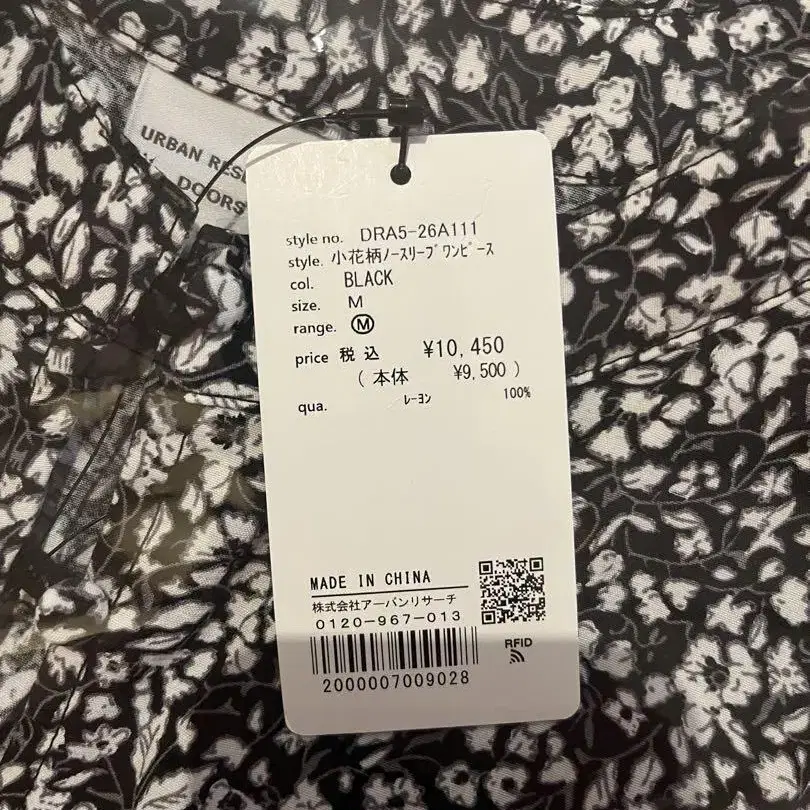 URBAN RES
DOORS
style no. DRA5-26A111
style. 小花柄ﾉｰｽﾘｰﾌﾞﾜﾝﾋﾟｰｽ
col. BLACK
size. M
range. Ⓜ
price 税込 ¥10,450
( 本体 ¥9,500 )
qua. ﾚｰﾖﾝ 100%
MADE IN CHINA
株式会社アーバンリサーチ
0120-967-013
RFID
2000007009028